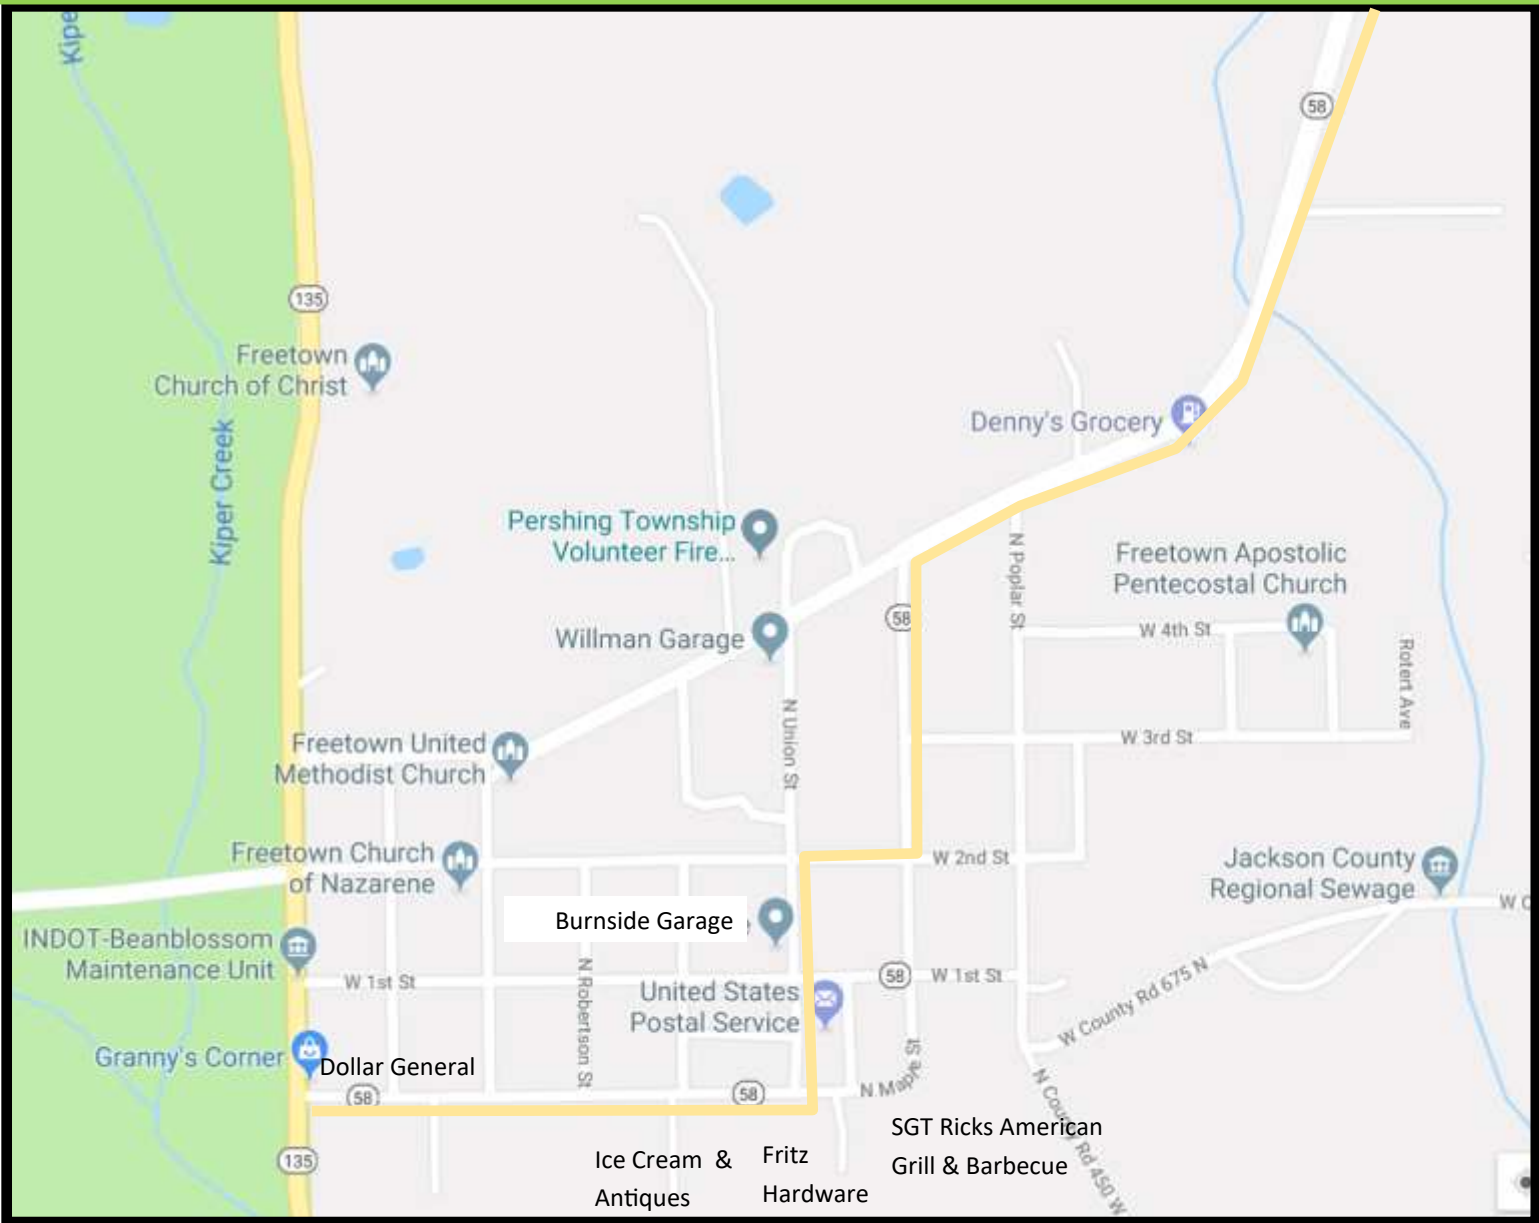 Kipe
58
135
Freetown
Church of Christ
Kiper Creek
Denny's Grocery
Pershing Township
Volunteer Fire...
N Poplar St
Freetown Apostolic
Pentecostal Church
58
Willman Garage
W 4th St
Rotert Ave
N Union St
Freetown United
Methodist Church
W 3rd St
Freetown Church
of Nazarene
W 2nd St
Jackson County
Regional Sewage
W C
Burnside Garage
INDOT-Beanblossom
Maintenance Unit
W 1st St
N Robertson St
United States
Postal Service
58
W 1st St
W County Rd 675 N
Granny's Corner
Dollar General
58
58
N Maple St
N County Rd 450 W
135
Ice Cream &
Antiques
Fritz
Hardware
SGT Ricks American
Grill & Barbecue